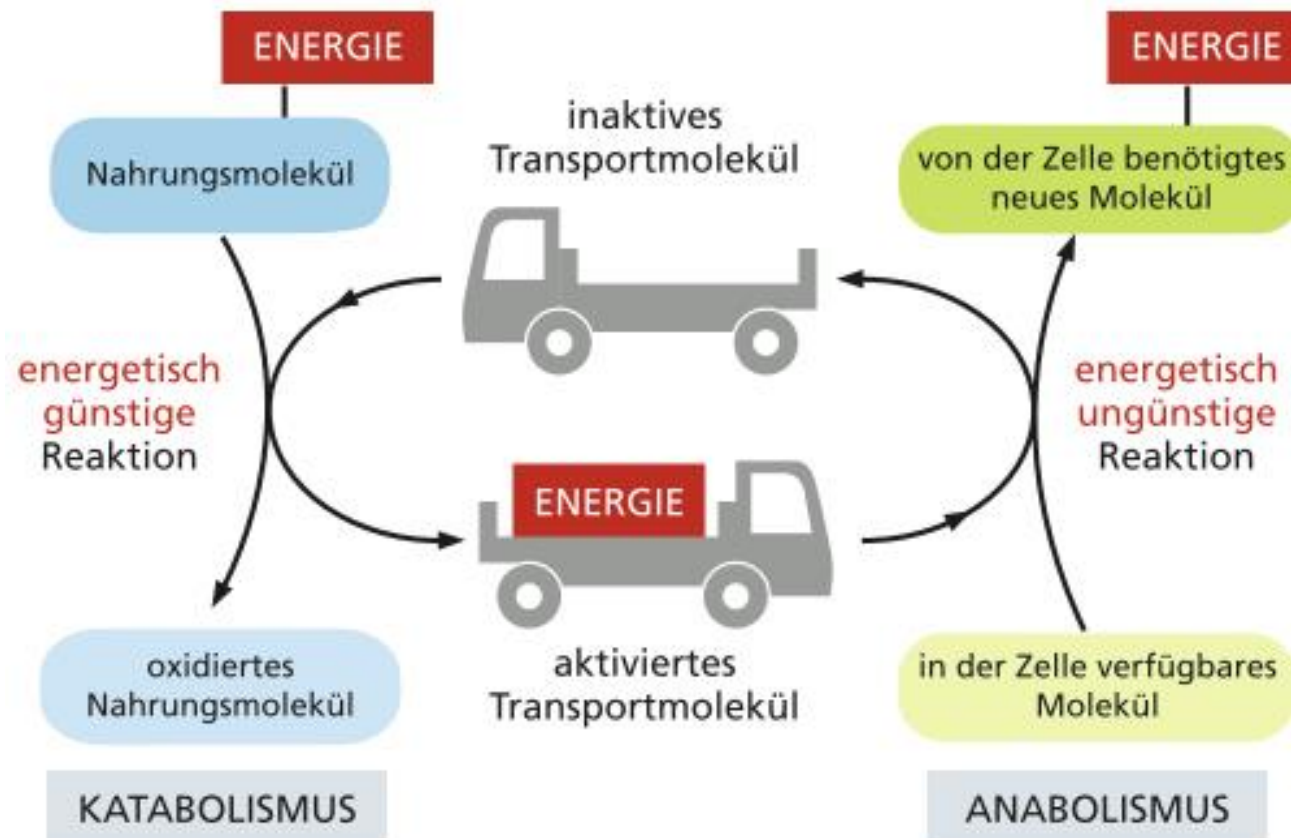 ENERGIE
Nahrungsmolekül
energetisch
günstige
Reaktion
oxidiertes
Nahrungsmolekül
KATABOLISMUS
inaktives
Transportmolekül
ENERGIE
aktiviertes
Transportmolekül
ENERGIE
von der Zelle benötigtes
neues Molekül
energetisch
ungünstige
Reaktion
in der Zelle verfügbares
Molekül
ANABOLISMUS